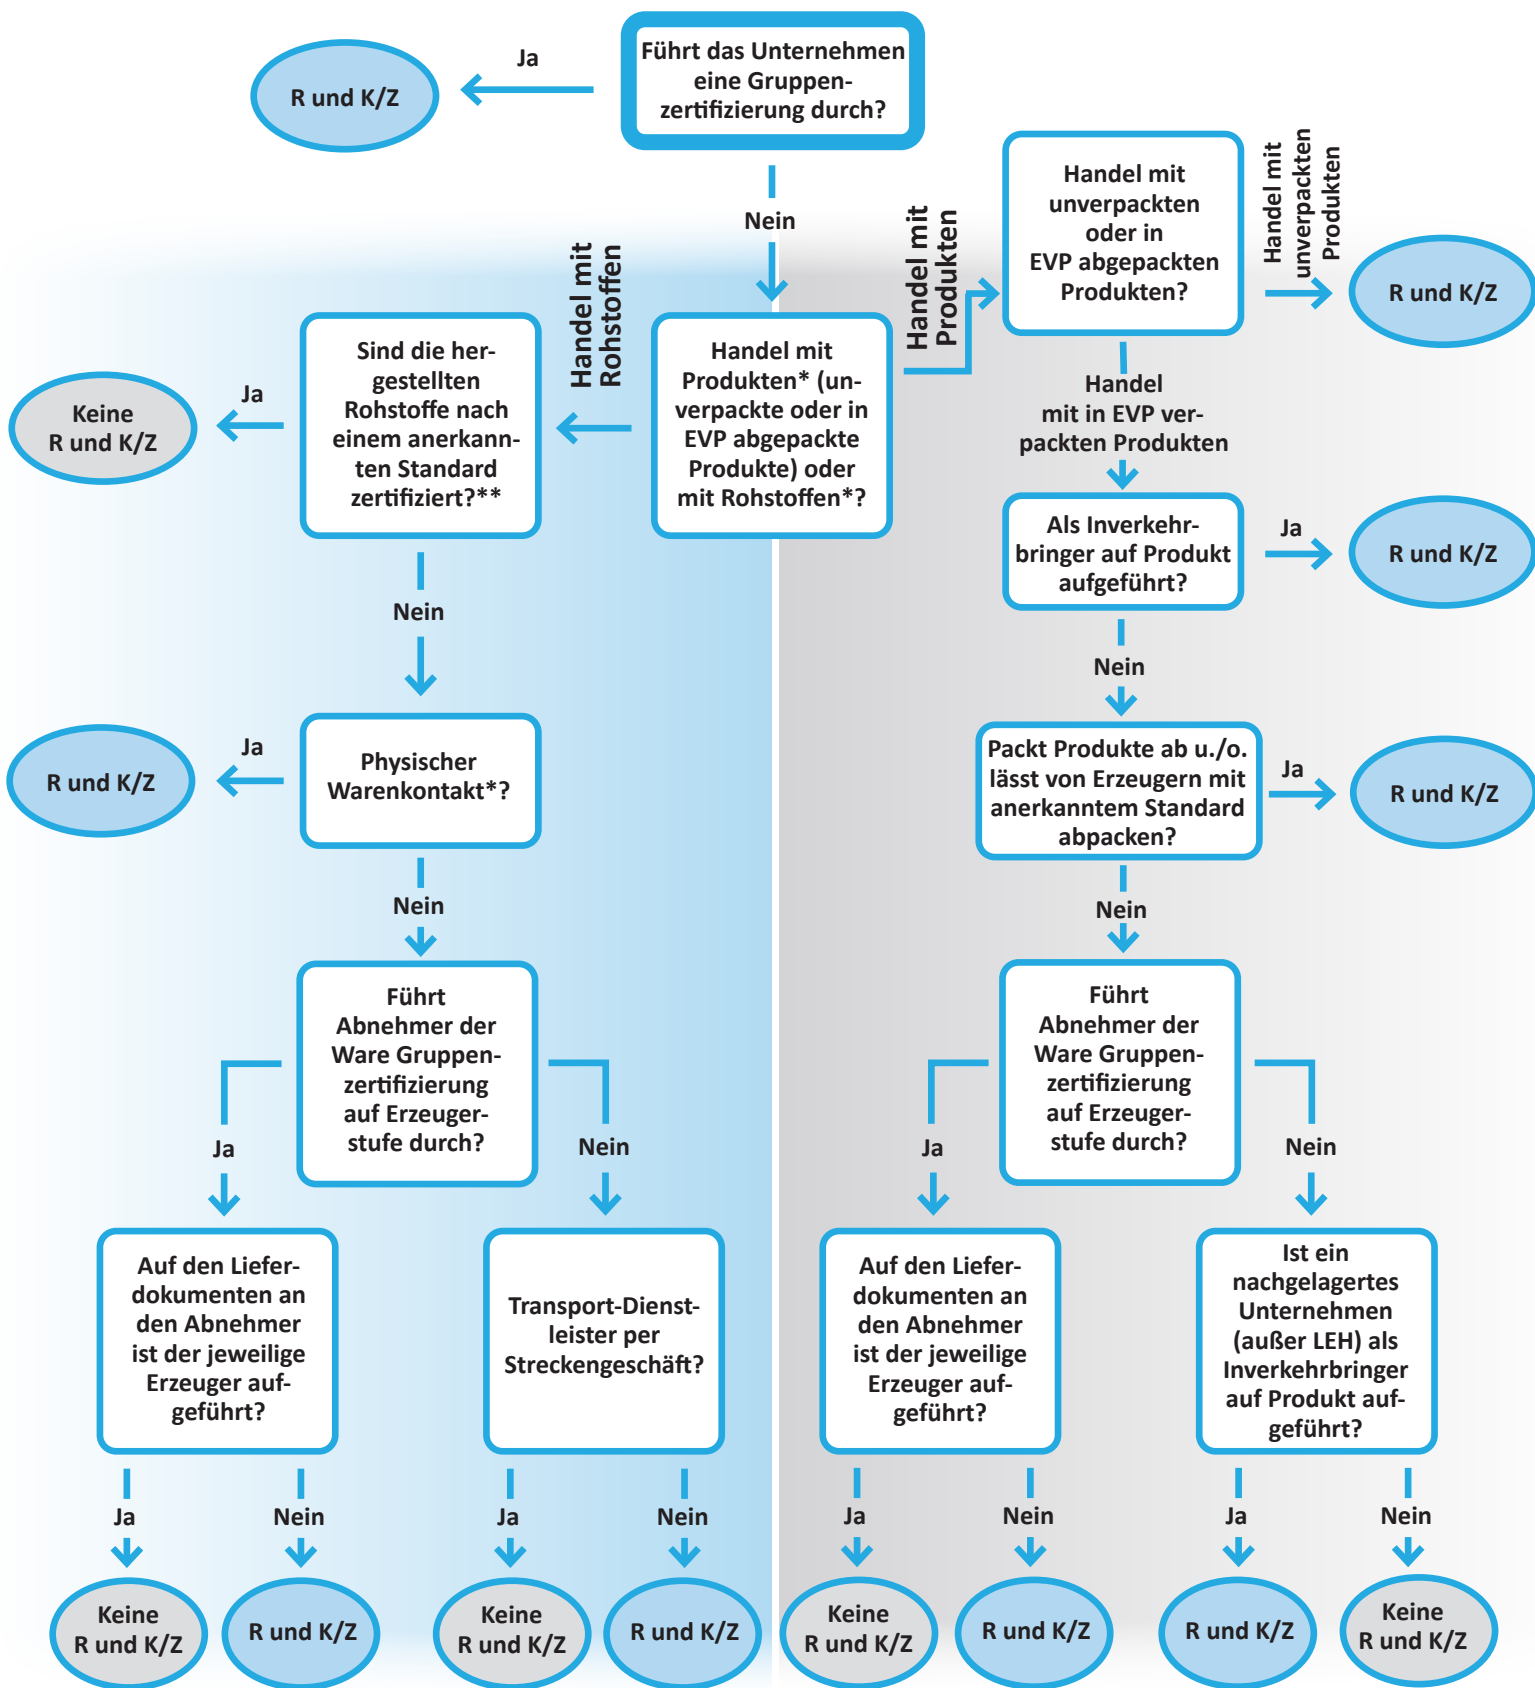 Führt das Unternehmen
eine Gruppen-
zertifizierung durch?
Ja
R und K/Z
Nein
Handel mit
Produkten* (un-
verpackte oder in
EVP abgepackte
Produkte) oder
mit Rohstoffen*?
Handel mit
Rohstoffen
Sind die her-
gestellten
Rohstoffe nach
einem anerkann-
ten Standard
zertifiziert?**
Ja
Keine
R und K/Z
Nein
Physischer
Warenkontakt*?
Ja
R und K/Z
Nein
Führt
Abnehmer der
Ware Gruppen-
zertifizierung
auf Erzeuger-
stufe durch?
Ja
Nein
Auf den Liefer-
dokumenten an
den Abnehmer
ist der jeweilige
Erzeuger auf-
geführt?
Transport-Dienst-
leister per
Streckengeschäft?
Ja
Nein
Ja
Nein
Keine
R und K/Z
R und K/Z
Keine
R und K/Z
R und K/Z
Handel mit
Produkten
Handel mit
unverpackten
oder in
EVP abgepackten
Produkten?
Handel mit
unverpackten
Produkten
R und K/Z
Handel
mit in EVP ver-
packten Produkten
Als Inverkehr-
bringer auf Produkt
aufgeführt?
Ja
R und K/Z
Nein
Packt Produkte ab u./o.
lässt von Erzeugern mit
anerkanntem Standard
abpacken?
Ja
R und K/Z
Nein
Führt
Abnehmer der
Ware Gruppen-
zertifizierung
auf Erzeuger-
stufe durch?
Ja
Nein
Auf den Liefer-
dokumenten an
den Abnehmer
ist der jeweilige
Erzeuger auf-
geführt?
Ist ein
nachgelagertes
Unternehmen
(außer LEH) als
Inverkehrbringer
auf Produkt auf-
geführt?
Ja
Nein
Ja
Nein
Keine
R und K/Z
R und K/Z
R und K/Z
Keine
R und K/Z